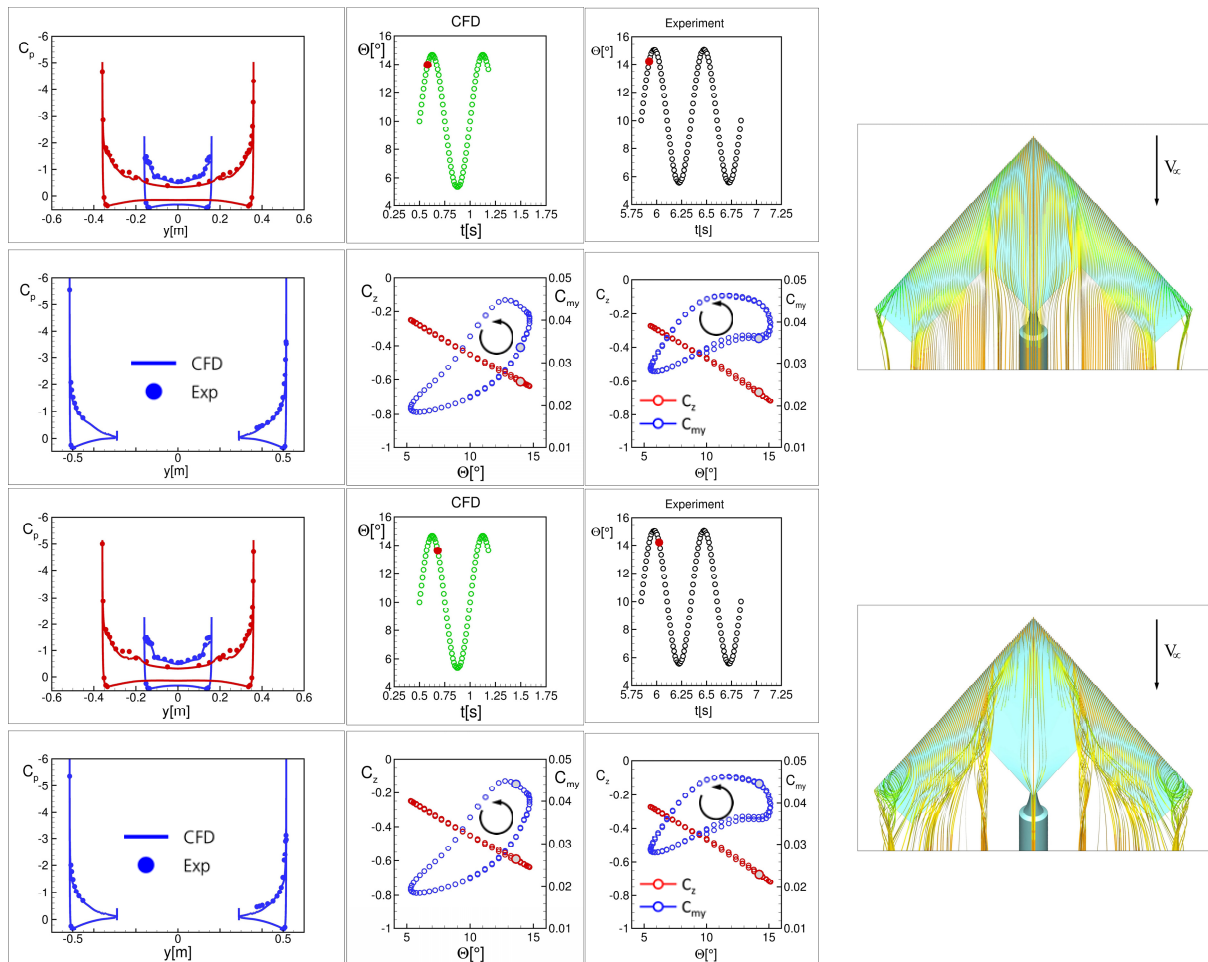 CFD
Experiment
Cp
-6
-5
-4
-3
-2
-1
0
-0.6 -0.4 -0.2 0 0.2 0.4 0.6
y[m]
Θ[°]
16
14
12
10
8
6
4
0.25 0.5 0.75 1 1.25 1.5 1.75
t[s]
Θ[°]
16
14
12
10
8
6
4
5.75 6 6.25 6.5 6.75 7 7.25
t[s]
V∝
Cp
-6
-5
-4
-3
-2
-1
0
CFD
Exp
-0.5 0 0.5
y[m]
Cz
0
-0.2
-0.4
-0.6
-0.8
-1
Cmy
0.05
0.04
0.03
0.02
0.01
5 10 15
Θ[°]
Cz
0
-0.2
-0.4
-0.6
-0.8
-1
Cmy
0.05
0.04
0.03
0.02
0.01
Cz
Cmy
5 10 15
Θ[°]
CFD
Experiment
Cp
-6
-5
-4
-3
-2
-1
0
-0.6 -0.4 -0.2 0 0.2 0.4 0.6
y[m]
Θ[°]
16
14
12
10
8
6
4
0.25 0.5 0.75 1 1.25 1.5 1.75
t[s]
Θ[°]
16
14
12
10
8
6
4
5.75 6 6.25 6.5 6.75 7 7.25
t[s]
V∝
Cp
-6
-5
-4
-3
-2
-1
0
CFD
Exp
-0.5 0 0.5
y[m]
Cz
0
-0.2
-0.4
-0.6
-0.8
-1
Cmy
0.05
0.04
0.03
0.02
0.01
5 10 15
Θ[°]
Cz
0
-0.2
-0.4
-0.6
-0.8
-1
Cmy
0.05
0.04
0.03
0.02
0.01
Cz
Cmy
5 10 15
Θ[°]